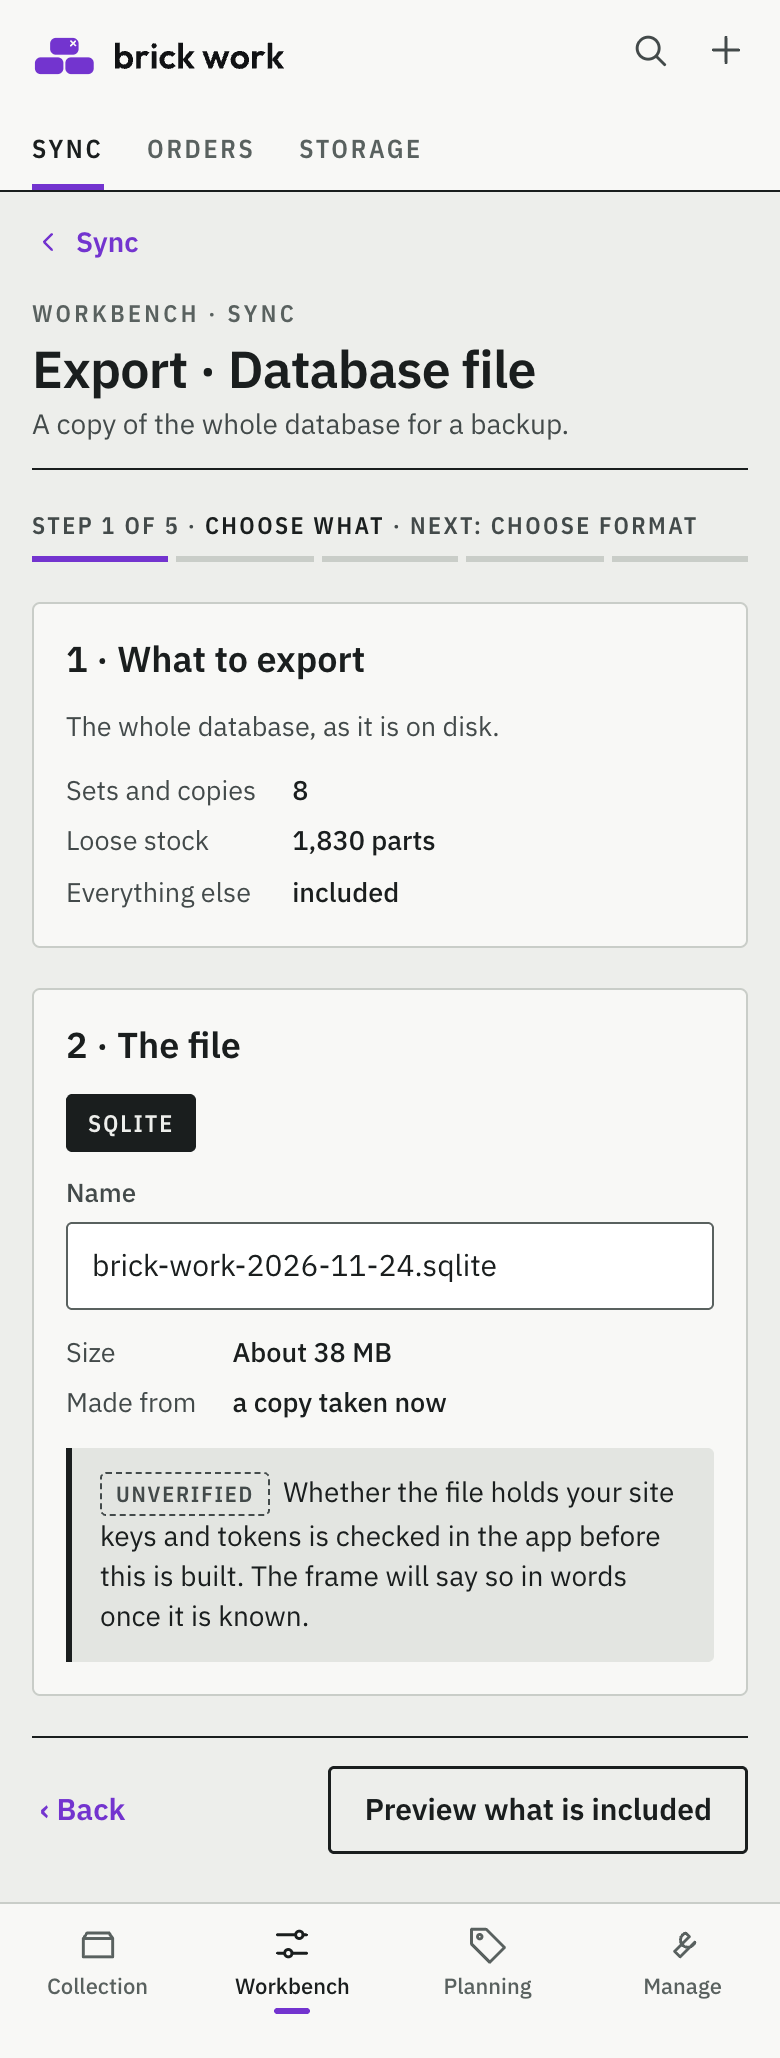 brick work
SYNC ORDERS STORAGE
‹ Sync
WORKBENCH · SYNC
Export · Database file
A copy of the whole database for a backup.
STEP 1 OF 5 · CHOOSE WHAT · NEXT: CHOOSE FORMAT
1 · What to export
The whole database, as it is on disk.
Sets and copies 8
Loose stock 1,830 parts
Everything else included
2 · The file
SQLITE
Name
brick-work-2026-11-24.sqlite
Size About 38 MB
Made from a copy taken now
UNVERIFIED Whether the file holds your site
keys and tokens is checked in the app before
this is built. The frame will say so in words
once it is known.
‹ Back Preview what is included
Collection Workbench Planning Manage